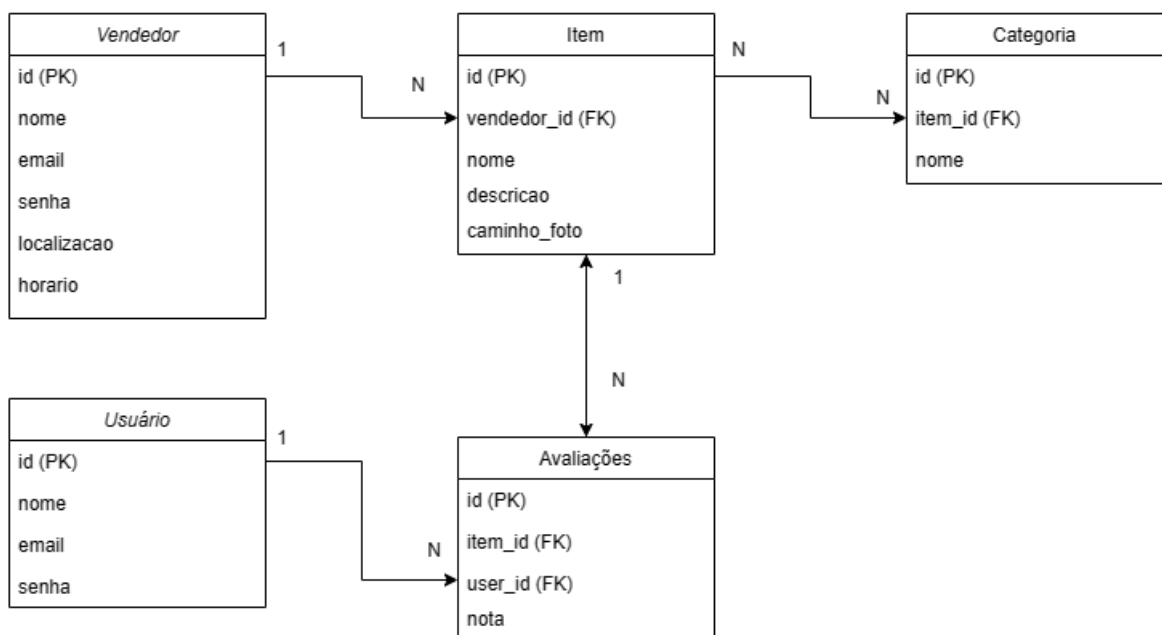 Vendedor
id (PK)
nome
email
senha
localizacao
horario
1
N
Item
id (PK)
vendedor_id (FK)
nome
descricao
caminho_foto
N
N
Categoria
id (PK)
item_id (FK)
nome
1
N
Usuário
id (PK)
nome
email
senha
1
N
Avaliações
id (PK)
item_id (FK)
user_id (FK)
nota